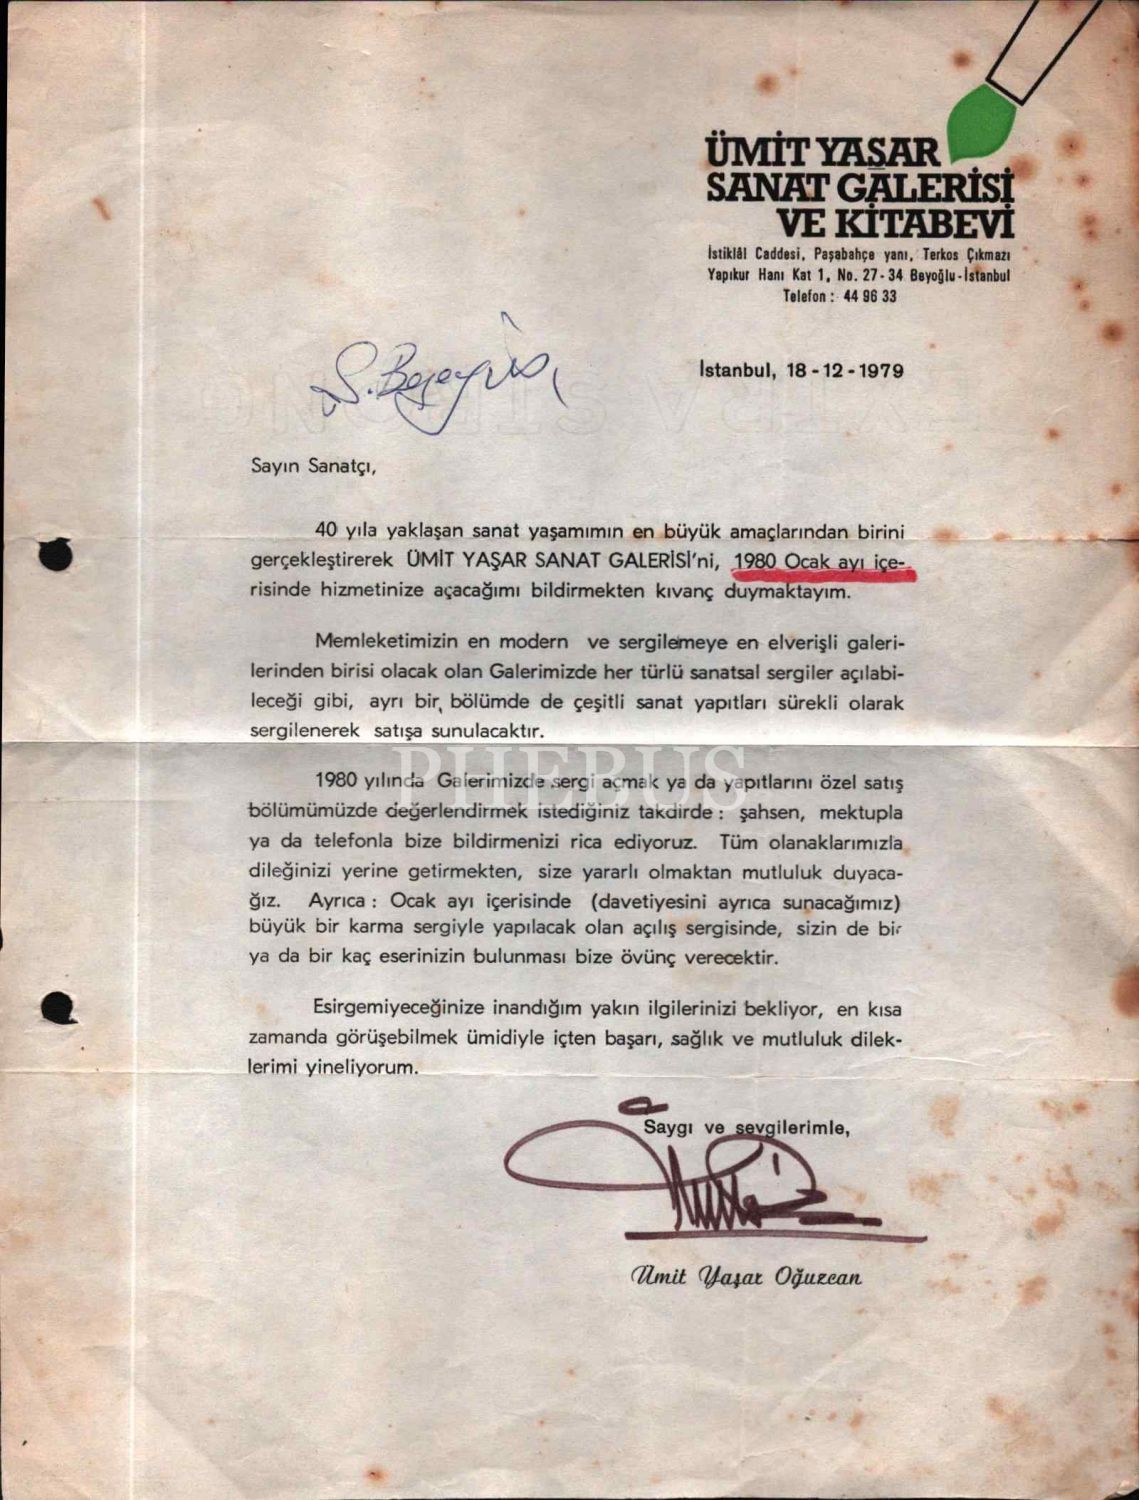 ÜMİT YAŞAR
SANAT GALERİSİ
VE KİTABEVİ
İstiklâl Caddesi, Paşabahçe yanı, Terkos Çıkmazı
Yapıkur Hanı Kat 1, No. 27-34 Beyoğlu-İstanbul
Telefon : 44 96 33
İstanbul, 18-12-1979
Sayın Sanatçı,
40 yıla yaklaşan sanat yaşamımın en büyük amaçlarından birini
gerçekleştirerek ÜMİT YAŞAR SANAT GALERİSİ'ni, 1980 Ocak ayı içe-
risinde hizmetinize açacağımı bildirmekten kıvanç duymaktayım.
Memleketimizin en modern ve sergilemeye en elverişli galeri-
lerinden birisi olacak olan Galerimizde her türlü sanatsal sergiler açılabi-
leceği gibi, ayrı bir bölümde de çeşitli sanat yapıtları sürekli olarak
sergilenerek satışa sunulacaktır.
PHEBUS
1980 yılında Galerimizde sergi açmak ya da yapıtlarını özel satış
bölümümüzde değerlendirmek istediğiniz takdirde : şahsen, mektupla
ya da telefonla bize bildirmenizi rica ediyoruz. Tüm olanaklarımızla
dileğinizi yerine getirmekten, size yararlı olmaktan mutluluk duyaca-
ğız. Ayrıca : Ocak ayı içerisinde (davetiyesini ayrıca sunacağımız)
büyük bir karma sergiyle yapılacak olan açılış sergisinde, sizin de bir
ya da bir kaç eserinizin bulunması bize övünç verecektir.
Esirgemiyeceğinize inandığım yakın ilgilerinizi bekliyor, en kısa
zamanda görüşebilmek ümidiyle içten başarı, sağlık ve mutluluk dilek-
lerimi yineliyorum.
Saygı ve sevgilerimle,
Ümit Yaşar Oğuzcan